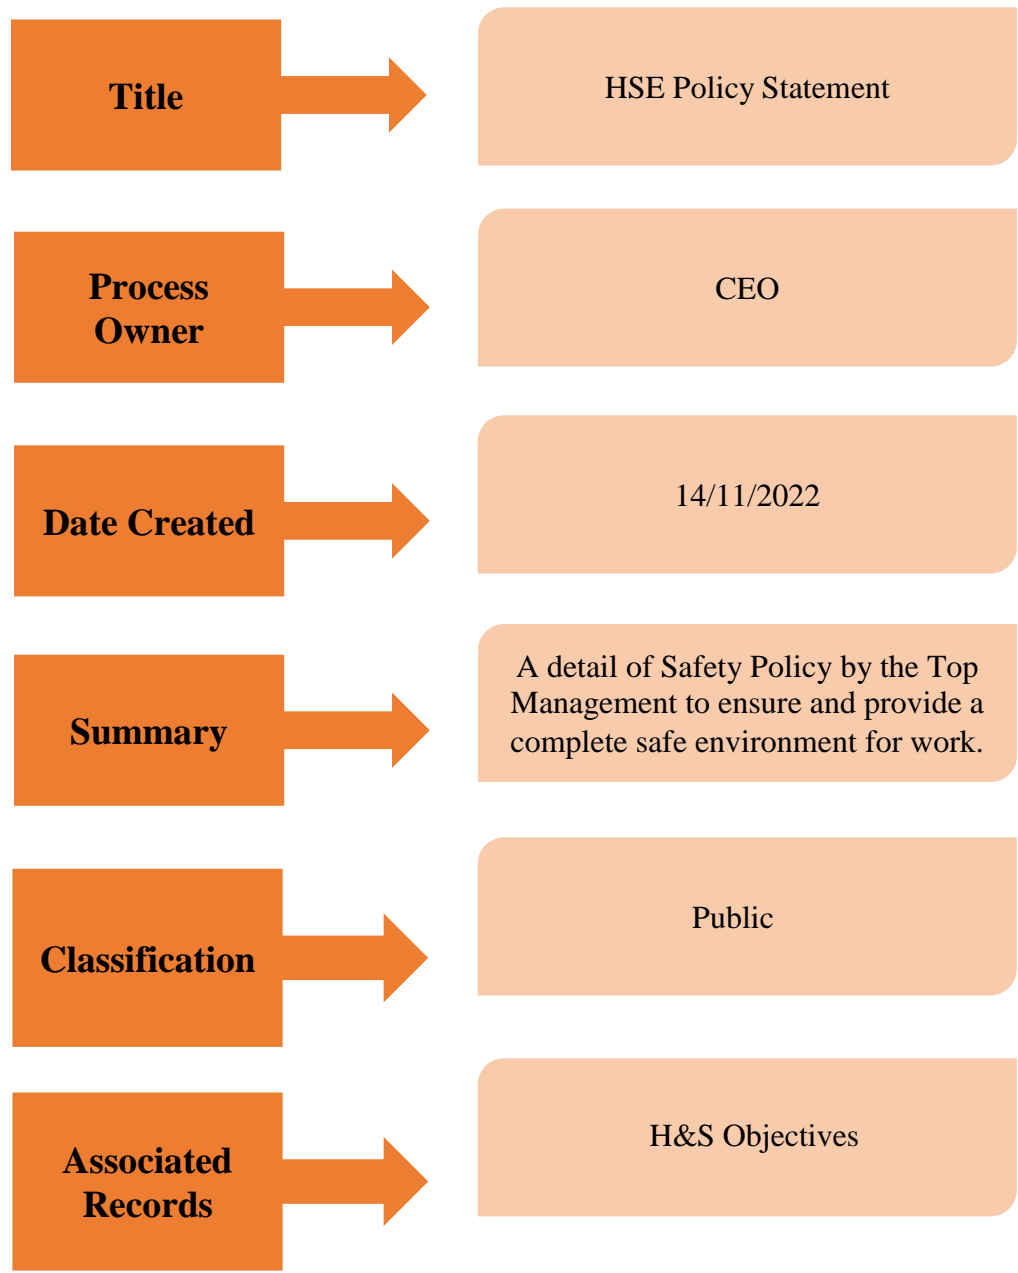 Title
HSE Policy Statement
Process
Owner
CEO
Date Created
14/11/2022
Summary
A detail of Safety Policy by the Top
Management to ensure and provide a
complete safe environment for work.
Classification
Public
Associated
Records
H&S Objectives